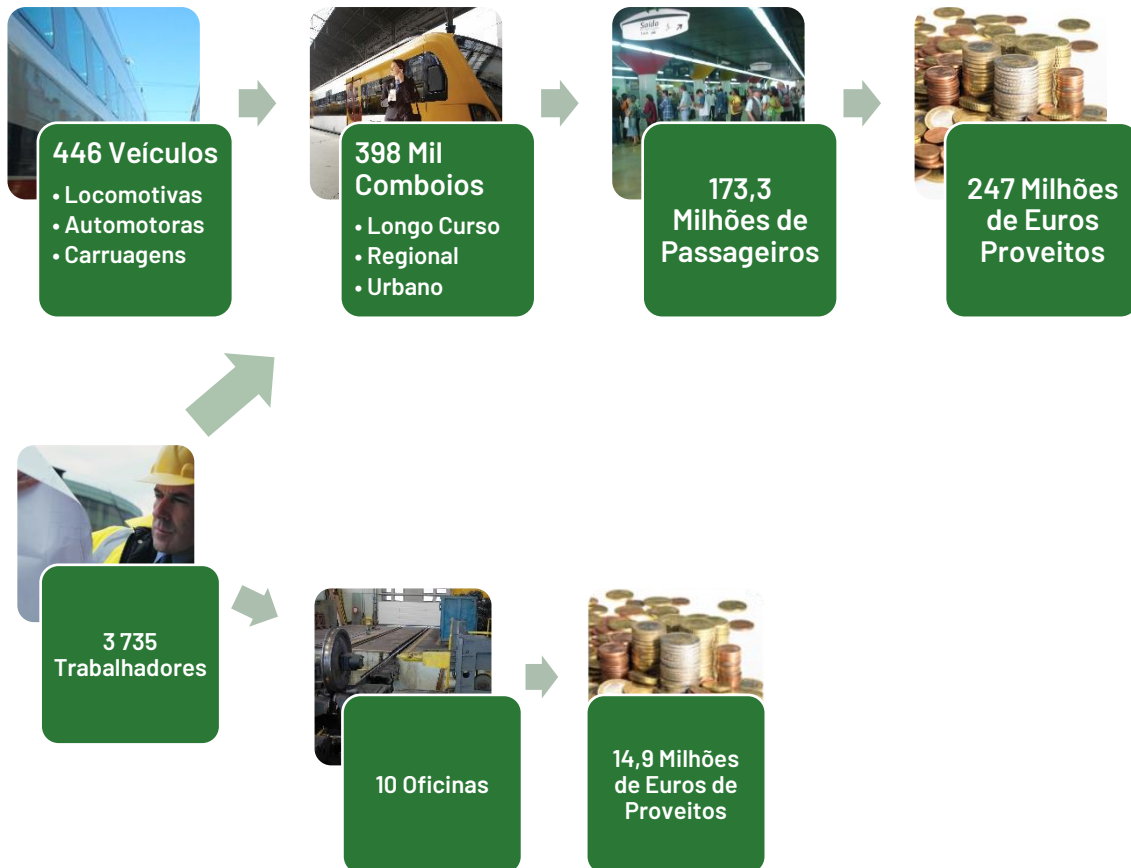 Saída
446 Veículos
• Locomotivas
• Automotoras
• Carruagens
398 Mil
Comboios
• Longo Curso
• Regional
• Urbano
173,3
Milhões de
Passageiros
247 Milhões
de Euros
Proveitos
3 735
Trabalhadores
10 Oficinas
14,9 Milhões
de Euros de
Proveitos